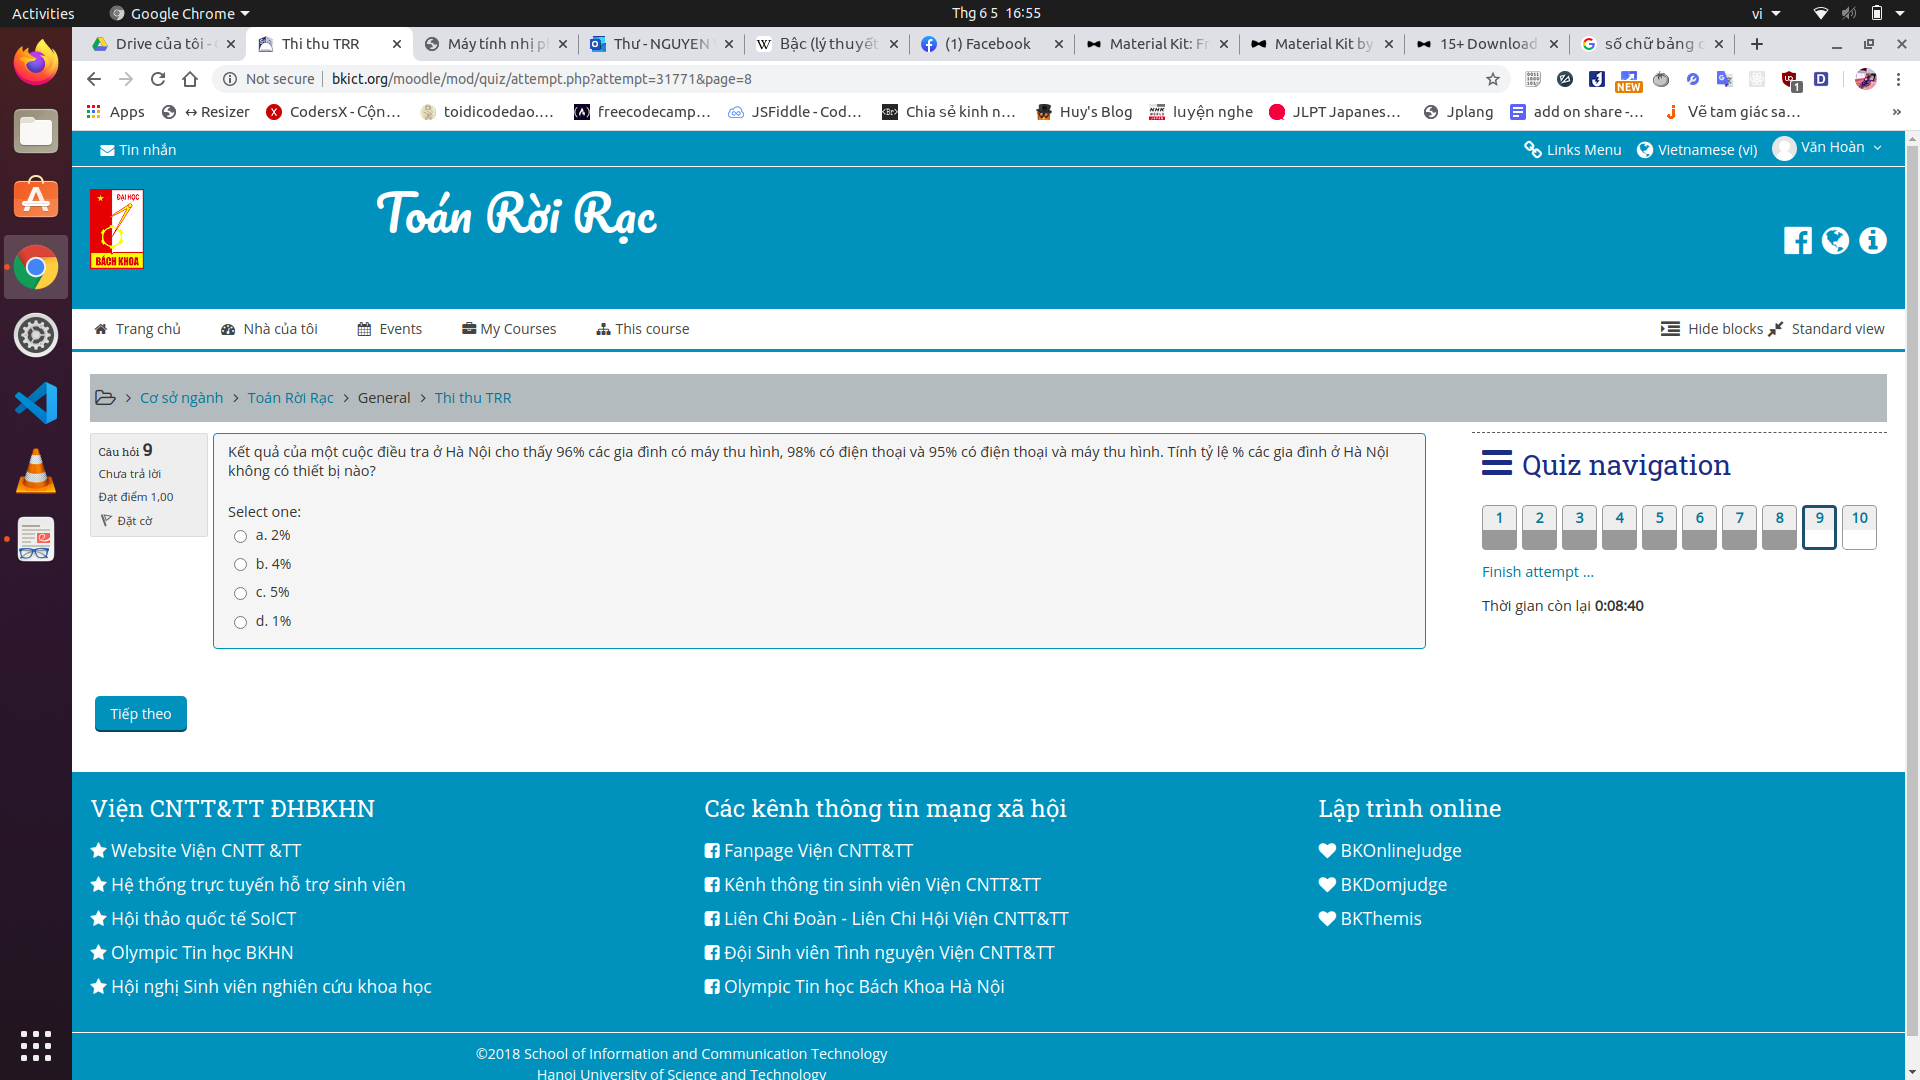 Activities
Google Chrome
Thg 6 5 16:55
vi
Drive của tôi -
Thi thu TRR
Máy tính nhị
Thư - NGUYEN
Bậc (lý thuyết
(1) Facebook
Material Kit: Fr
Material Kit by
15+ Download
số chữ bảng
Not secure
bkict.org/moodle/mod/quiz/attempt.php?attempt=31771&page=8
NEW
1
Apps
↔ Resizer
CodersX - Cộn...
toidicodedao....
freecodecamp...
JSFiddle - Cod...
Chia sẻ kinh n...
Huy's Blog
luyện nghe
JLPT Japanes...
Jplang
add on share -...
Vẽ tam giác sa...
»
Tin nhắn
Links Menu
Vietnamese (vi)
Văn Hoàn
ĐẠI HỌC
BÁCH KHOA
Toán Rời Rạc
Trang chủ
Nhà của tôi
Events
My Courses
This course
Hide blocks
Standard view
Cơ sở ngành
Toán Rời Rạc
General
Thi thu TRR
Câu hỏi 9
Chưa trả lời
Đạt điểm 1,00
Đặt cờ
Kết quả của một cuộc điều tra ở Hà Nội cho thấy 96% các gia đình có máy thu hình, 98% có điện thoại và 95% có điện thoại và máy thu hình. Tính tỷ lệ % các gia đình ở Hà Nội
không có thiết bị nào?
Select one:
a. 2%
b. 4%
c. 5%
d. 1%
Quiz navigation
1 2 3 4 5 6 7 8 9 10
Finish attempt ...
Thời gian còn lại 0:08:40
Tiếp theo
Viện CNTT&TT ĐHBKHN
Website Viện CNTT &TT
Hệ thống trực tuyến hỗ trợ sinh viên
Hội thảo quốc tế SoICT
Olympic Tin học BKHN
Hội nghị Sinh viên nghiên cứu khoa học
Các kênh thông tin mạng xã hội
Fanpage Viện CNTT&TT
Kênh thông tin sinh viên Viện CNTT&TT
Liên Chi Đoàn - Liên Chi Hội Viện CNTT&TT
Đội Sinh viên Tình nguyện Viện CNTT&TT
Olympic Tin học Bách Khoa Hà Nội
Lập trình online
BKOnlineJudge
BKDomjudge
BKThemis
©2018 School of Information and Communication Technology
Hanoi University of Science and Technology